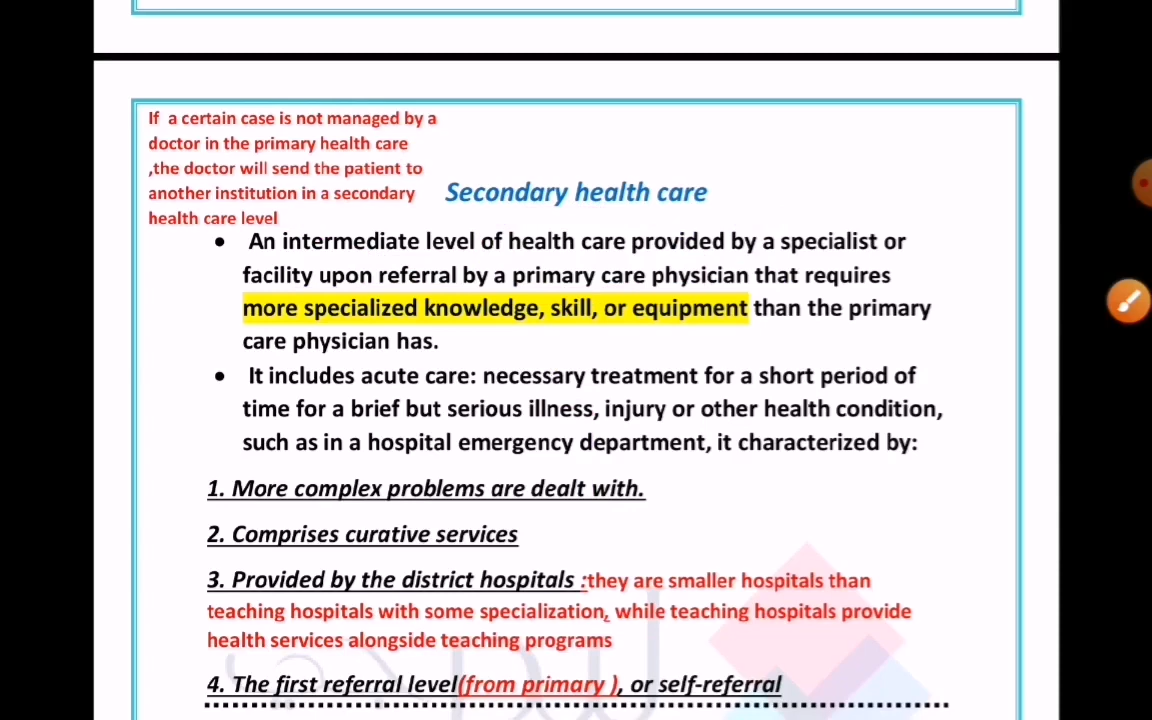 If a certain case is not managed by a
doctor in the primary health care
,the doctor will send the patient to
another institution in a secondary
health care level
Secondary health care
• An intermediate level of health care provided by a specialist or
facility upon referral by a primary care physician that requires
more specialized knowledge, skill, or equipment than the primary
care physician has.
• It includes acute care: necessary treatment for a short period of
time for a brief but serious illness, injury or other health condition,
such as in a hospital emergency department, it characterized by:
1. More complex problems are dealt with.
2. Comprises curative services
3. Provided by the district hospitals :they are smaller hospitals than
teaching hospitals with some specialization, while teaching hospitals provide
health services alongside teaching programs
4. The first referral level(from primary ), or self-referral